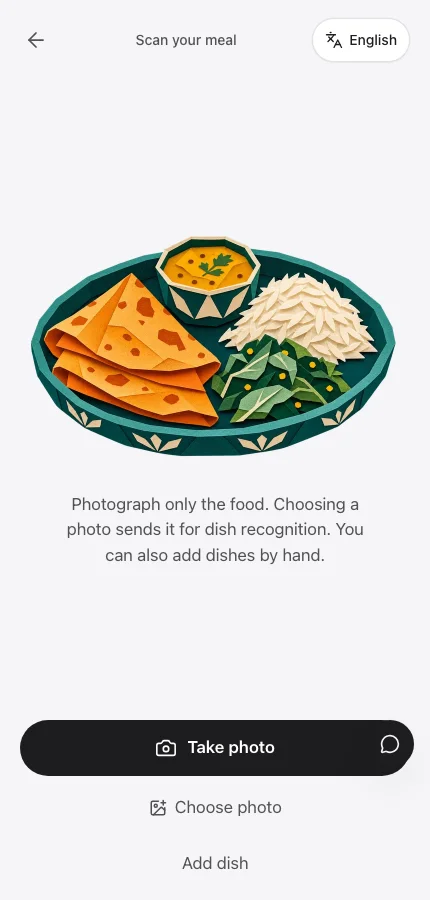 Scan your meal
English
Photograph only the food. Choosing a
photo sends it for dish recognition. You
can also add dishes by hand.
Take photo
Choose photo
Add dish